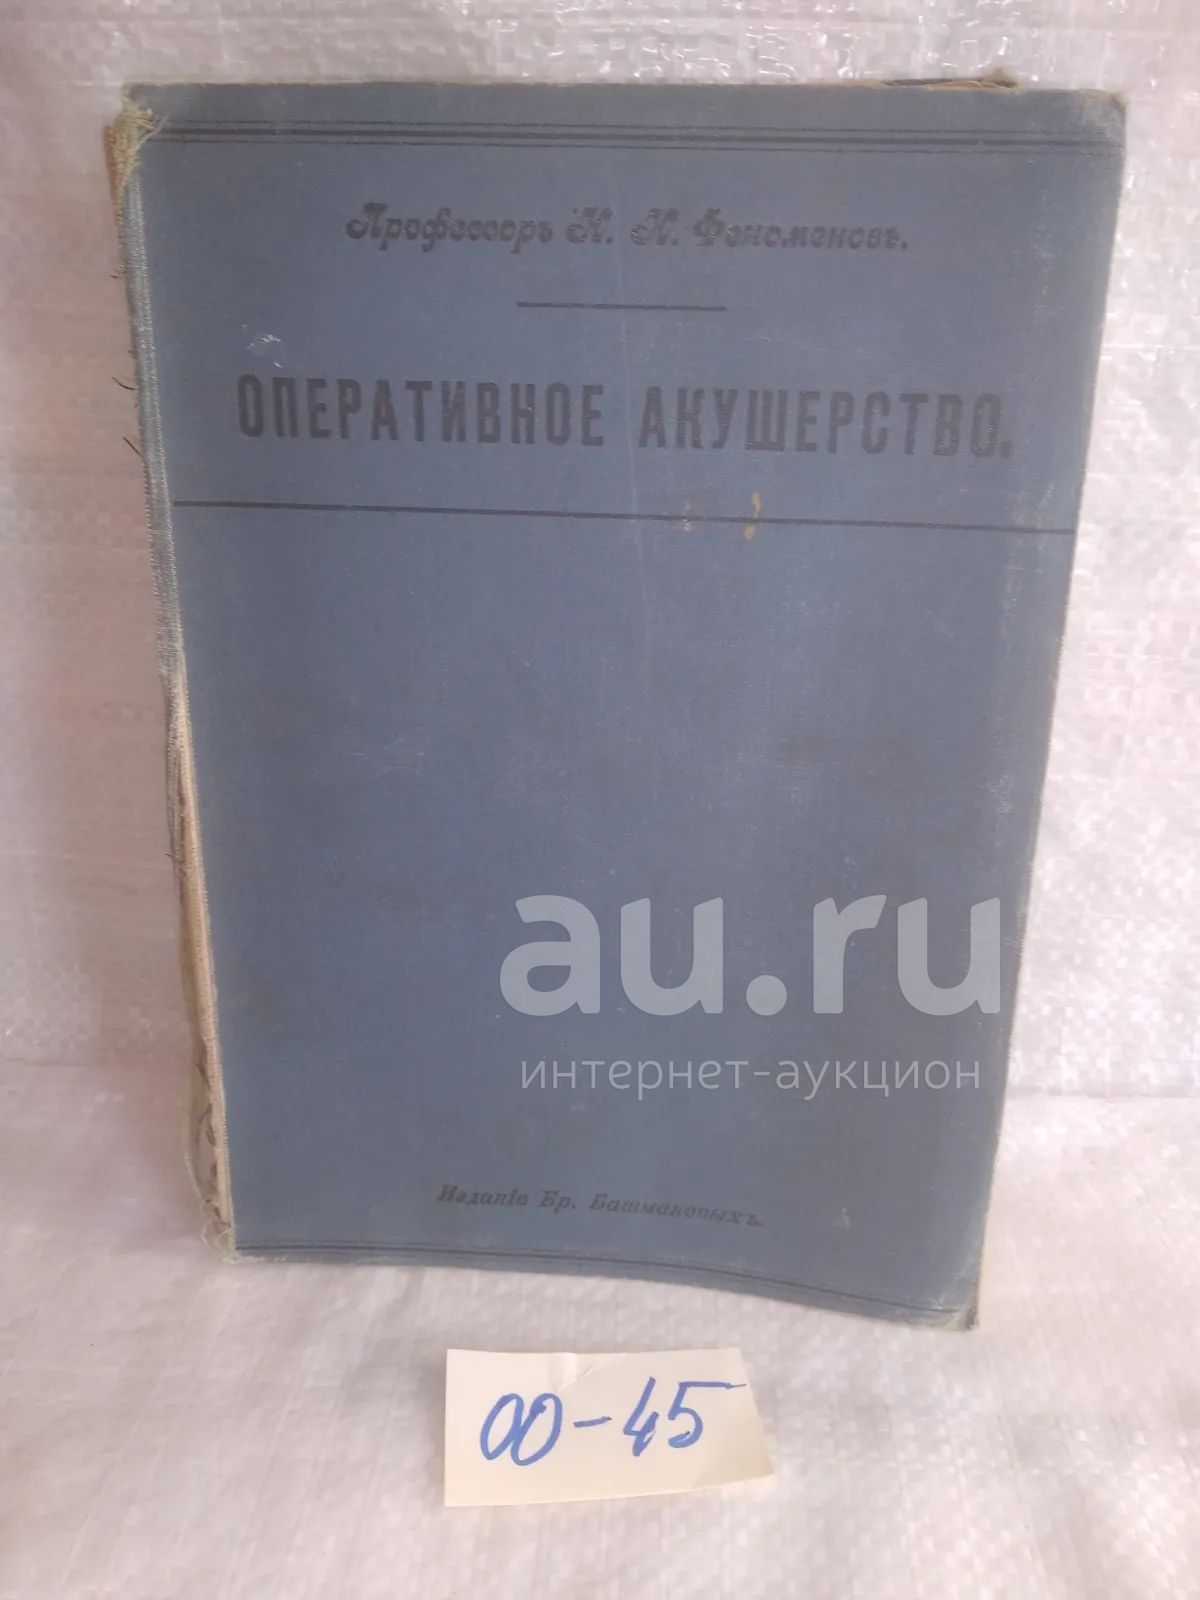 Профессоръ Н. Н. Феноменовъ.
ОПЕРАТИВНОЕ АКУШЕРСТВО.
au.ru
интернет-аукцион
Изданіе Бр. Башмаковыхъ.
00-45